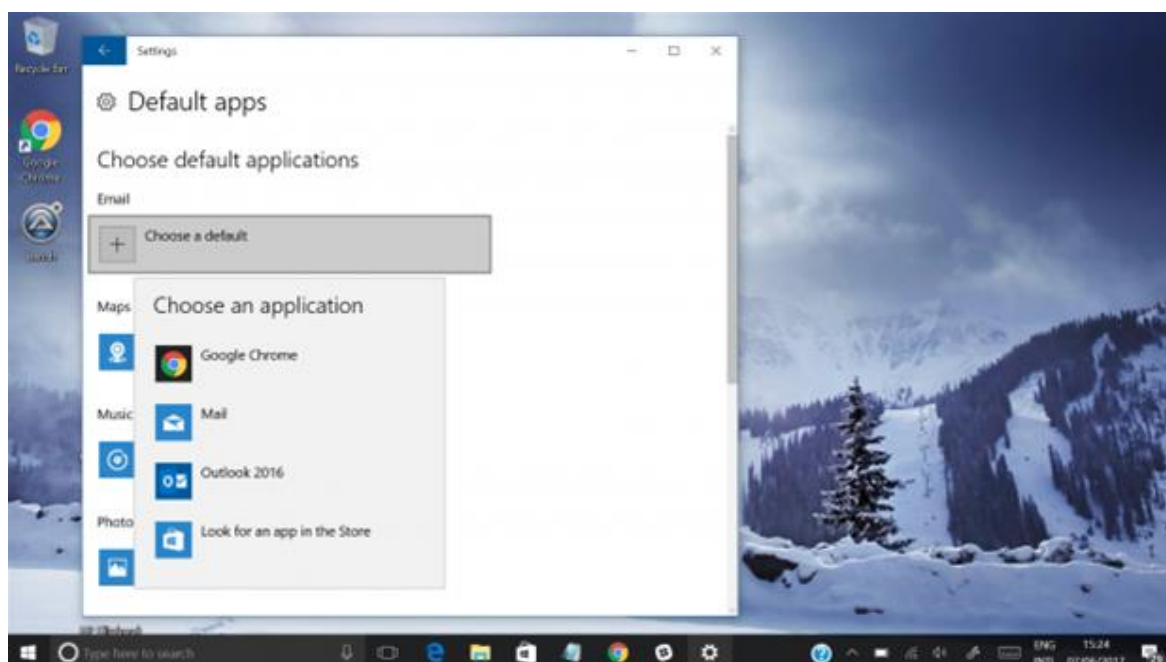 Recycle Bin
Settings
Default apps
Google
Chrome
Choose default applications
Email
Choose a default
Maps
Choose an application
Google Chrome
Mail
Music
Outlook 2016
Photo
Look for an app in the Store
Type here to search
ENG
15:24